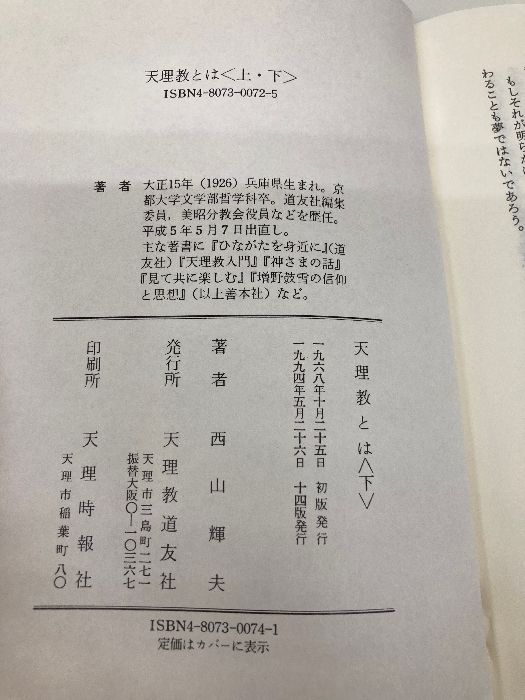 天理教とは＜上・下＞
ISBN4-8073-0072-5
著者 大正15年（1926）兵庫県生まれ。京
都大学文学部哲学科卒。道友社編集
委員，美昭分教会役員などを歴任。
平成5年5月7日出直し。
主な著書に『ひながたを身近に』（道
友社）『天理教入門』『神さまの話』
『見て共に楽しむ』『増野鼓雪の信仰
と思想』（以上善本社）など。
天理教とは＜下＞
一九六八年十月二十五日 初版発行
一九九四年五月二十六日 十四版発行
著者 西山輝夫
発行所 天理教道友社
天理市三島町二七一
振替大阪〇―一〇三六七
印刷所 天理時報社
天理市稲葉町八〇
ISBN4-8073-0074-1
定価はカバーに表示
もしそれが明らかに
わることも夢ではないであろう。